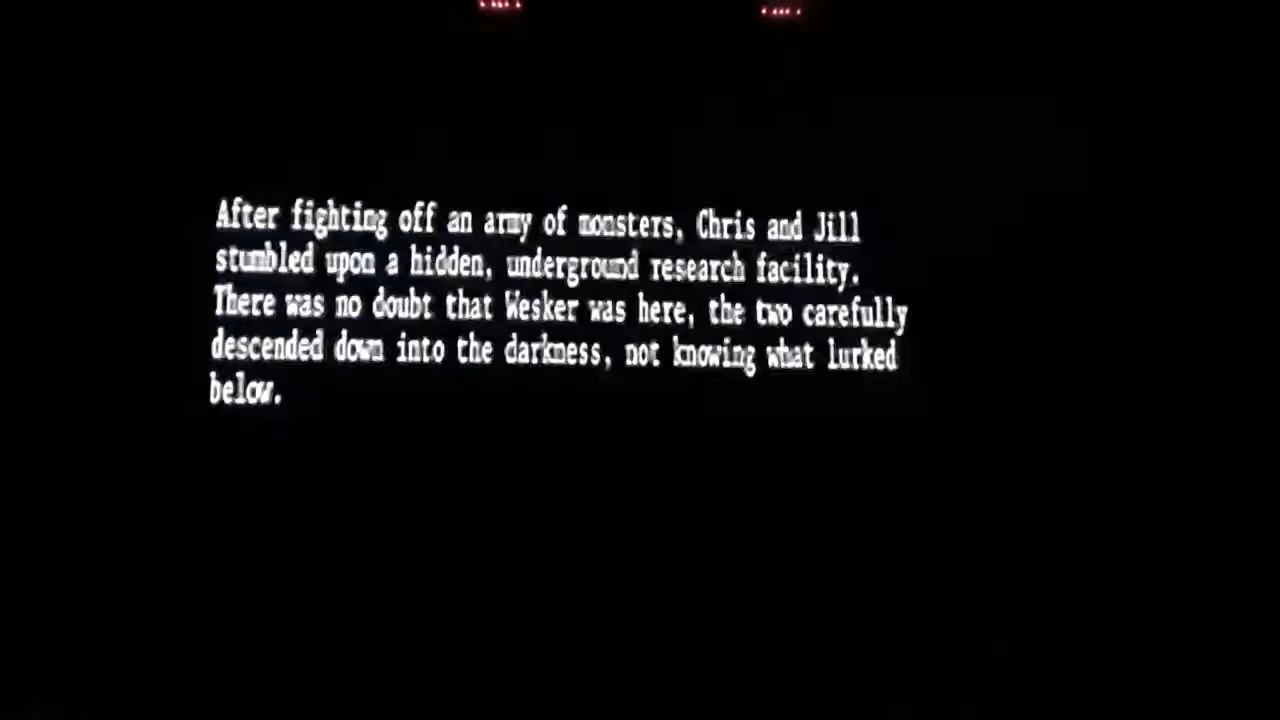 After fighting off an army of monsters, Chris and Jill
stumbled upon a hidden, underground research facility.
There was no doubt that Wesker was here, the two carefully
descended down into the darkness, not knowing what lurked
below.